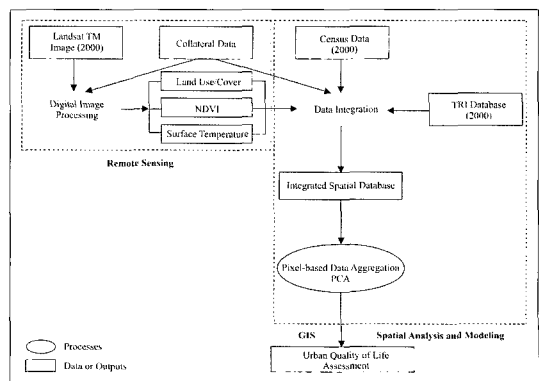 Landsat TM
Image (2000)
Collateral Data
Census Data
(2000)
Land Use/Cover
Digital Image
Processing
NDVI
Data Integration
TRI Database
(2000)
Surface Temperature
Remote Sensing
Integrated Spatial Database
Pixel-based Data Aggregation
PCA
GIS
Spatial Analysis and Modeling
Processes
Data or Outputs
Urban Quality of Life
Assessment